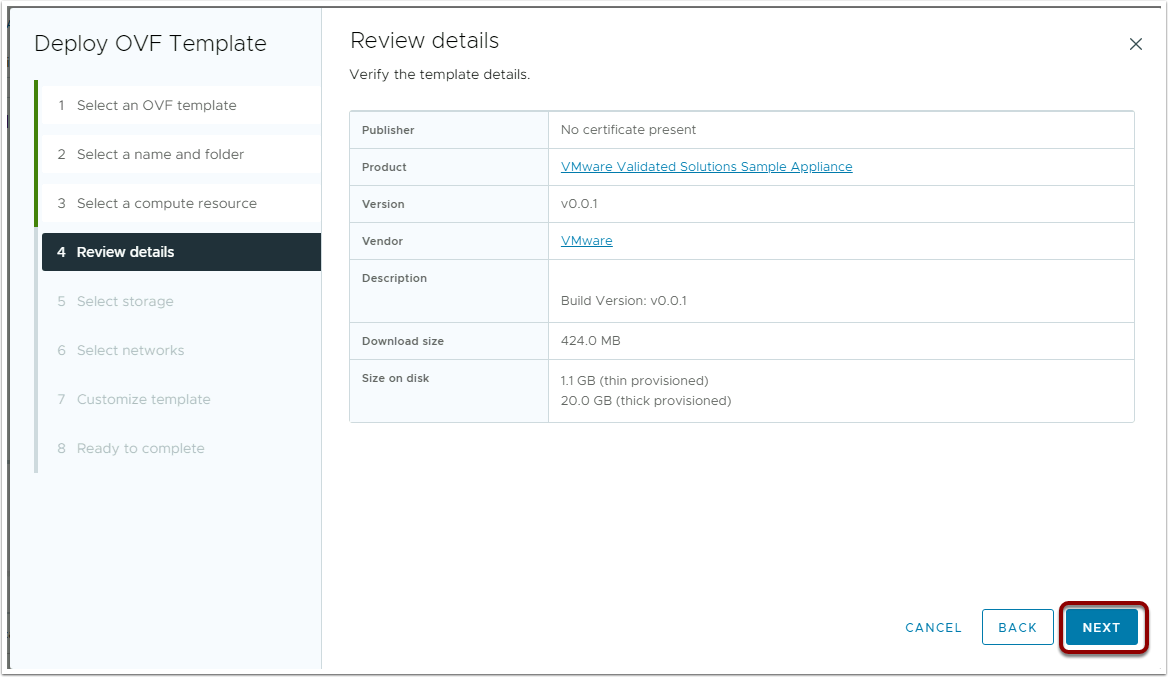 Deploy OVF Template
1 Select an OVF template
2 Select a name and folder
3 Select a compute resource
4 Review details
5 Select storage
6 Select networks
7 Customize template
8 Ready to complete
Review details
Verify the template details.
Publisher No certificate present
Product VMware Validated Solutions Sample Appliance
Version v0.0.1
Vendor VMware
Description
Build Version: v0.0.1
Download size 424.0 MB
Size on disk 1.1 GB (thin provisioned)
20.0 GB (thick provisioned)
CANCEL BACK NEXT